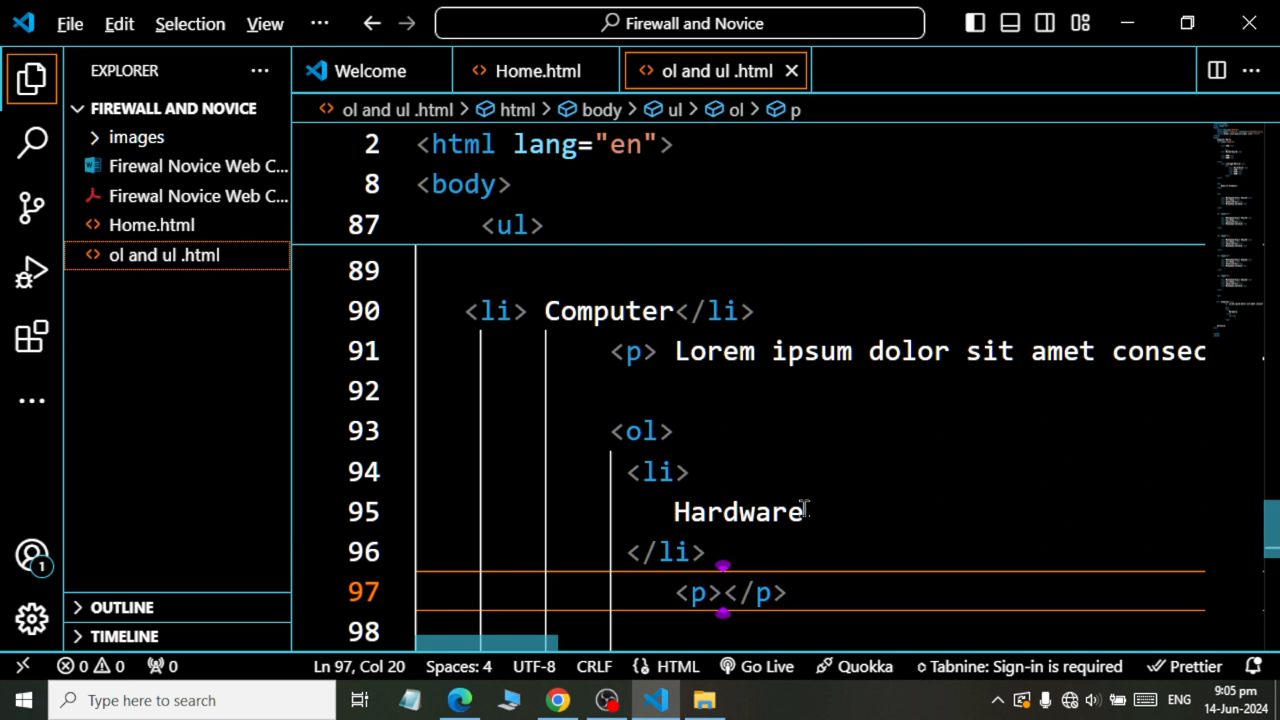 File Edit Selection View ··· Firewall and Novice
EXPLORER ··· Welcome Home.html ol and ul .html
FIREWALL AND NOVICE
images
Firewal Novice Web C...
Firewal Novice Web C...
Home.html
ol and ul .html
OUTLINE
TIMELINE
1
ol and ul .html > html > body > ul > ol > p
2 <html lang="en">
8 <body>
87 <ul>
89
90 <li> Computer</li>
91 <p> Lorem ipsum dolor sit amet consec
92
93 <ol>
94 <li>
95 Hardware
96 </li>
97 <p></p>
98
0 0 0 Ln 97, Col 20 Spaces: 4 UTF-8 CRLF HTML Go Live Quokka Tabnine: Sign-in is required Prettier
Type here to search ENG 9:05 pm
14-Jun-2024